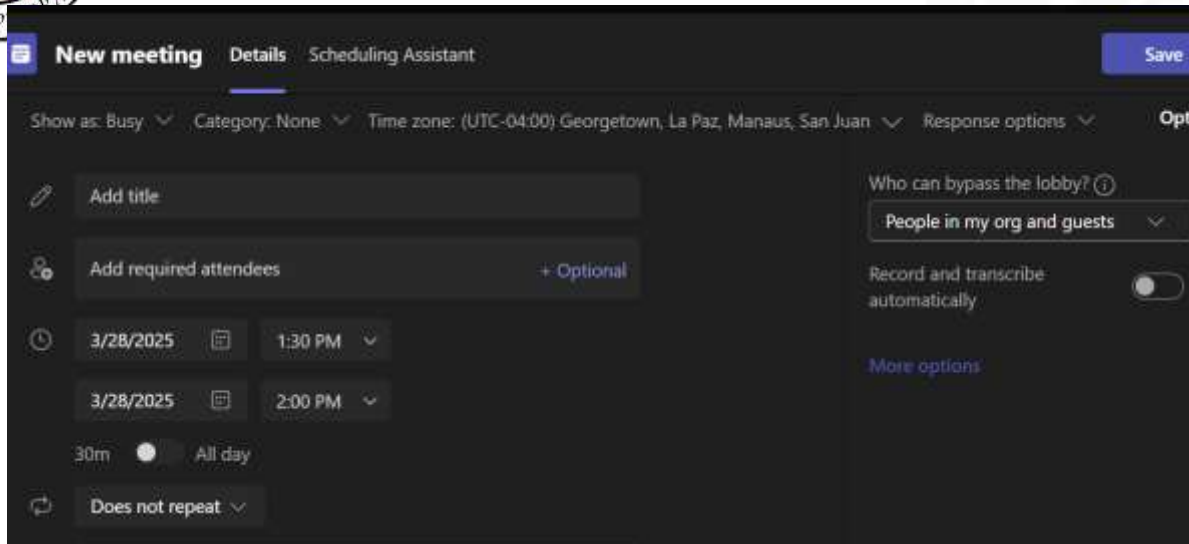 New meeting Details Scheduling Assistant Save
Show as: Busy Category: None Time zone: (UTC-04:00) Georgetown, La Paz, Manaus, San Juan Response options Opt
Add title
Add required attendees + Optional
3/28/2025 1:30 PM
3/28/2025 2:00 PM
30m All day
Does not repeat
Who can bypass the lobby?
People in my org and guests
Record and transcribe
automatically
More options